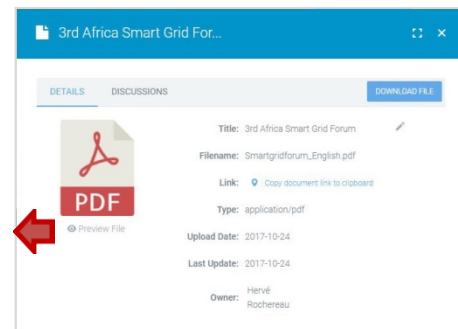 3rd Africa Smart Grid For...
DETAILS DISCUSSIONS DOWNLOAD FILE
PDF
Preview File
Title: 3rd Africa Smart Grid Forum
Filename: Smartgridforum_English.pdf
Link: Copy document link to clipboard
Type: application/pdf
Upload Date: 2017-10-24
Last Update: 2017-10-24
Owner: Hervé
Rochereau